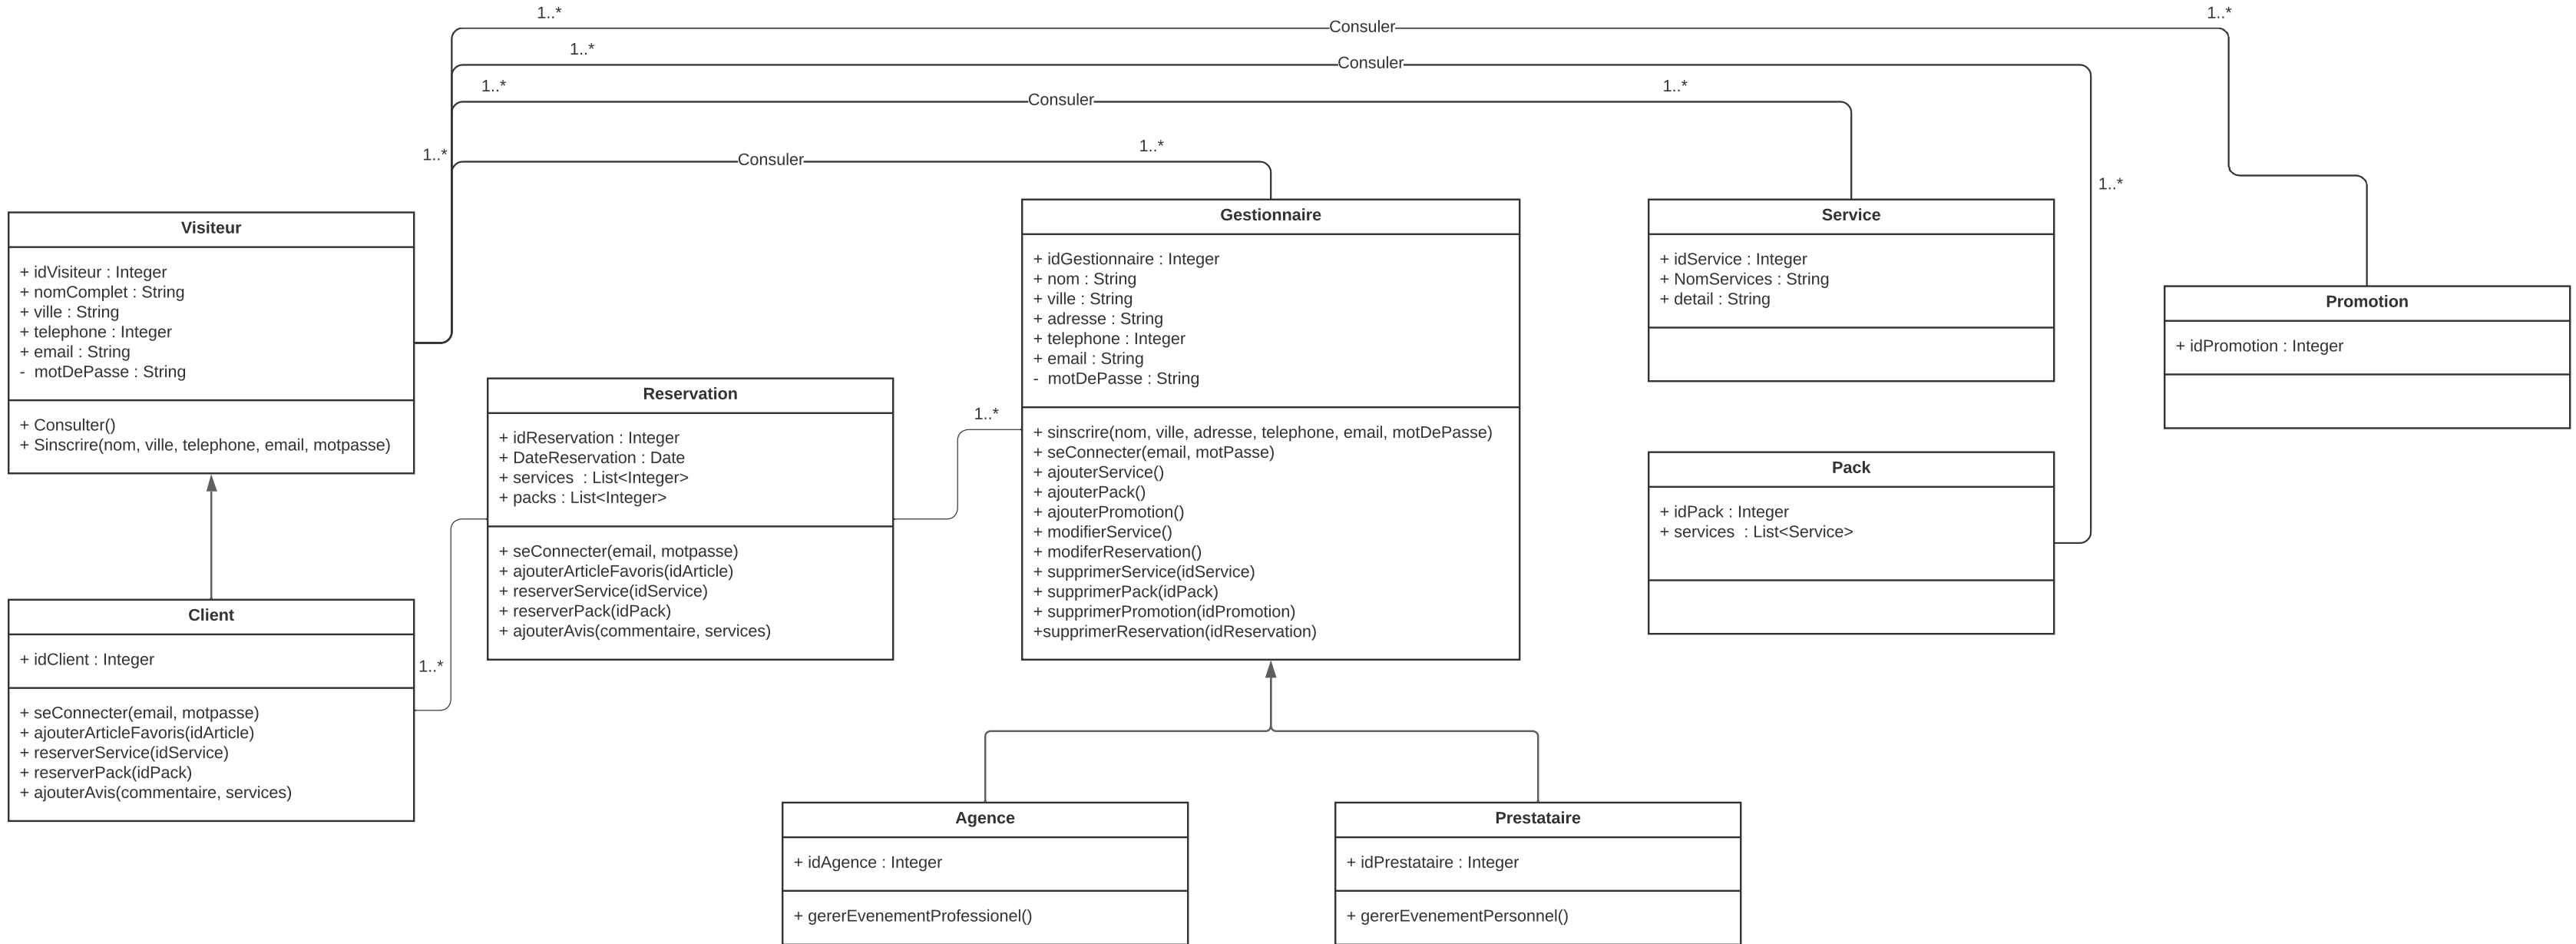 1..*
Consuler
1..*
1..*
Consuler
1..*
Consuler
1..*
1..*
Consuler
1..*
1..*
Visiteur
+ idVisiteur : Integer
+ nomComplet : String
+ ville : String
+ telephone : Integer
+ email : String
-  motDePasse : String
+ Consulter()
+ Sinscrire(nom, ville, telephone, email, motpasse)
Gestionnaire
+ idGestionnaire : Integer
+ nom : String
+ ville : String
+ adresse : String
+ telephone : Integer
+ email : String
-  motDePasse : String
+ sinscrire(nom, ville, adresse, telephone, email, motDePasse)
+ seConnecter(email, motPasse)
+ ajouterService()
+ ajouterPack()
+ ajouterPromotion()
+ modifierService()
+ modiferReservation()
+ supprimerService(idService)
+ supprimerPack(idPack)
+ supprimerPromotion(idPromotion)
+supprimerReservation(idReservation)
Service
+ idService : Integer
+ NomServices : String
+ detail : String
Promotion
+ idPromotion : Integer
Reservation
+ idReservation : Integer
+ DateReservation : Date
+ services  : List<Integer>
+ packs : List<Integer>
+ seConnecter(email, motpasse)
+ ajouterArticleFavoris(idArticle)
+ reserverService(idService)
+ reserverPack(idPack)
+ ajouterAvis(commentaire, services)
1..*
Pack
+ idPack : Integer
+ services  : List<Service>
Client
+ idClient : Integer
+ seConnecter(email, motpasse)
+ ajouterArticleFavoris(idArticle)
+ reserverService(idService)
+ reserverPack(idPack)
+ ajouterAvis(commentaire, services)
1..*
Agence
+ idAgence : Integer
+ gererEvenementProfessionel()
Prestataire
+ idPrestataire : Integer
+ gererEvenementPersonnel()